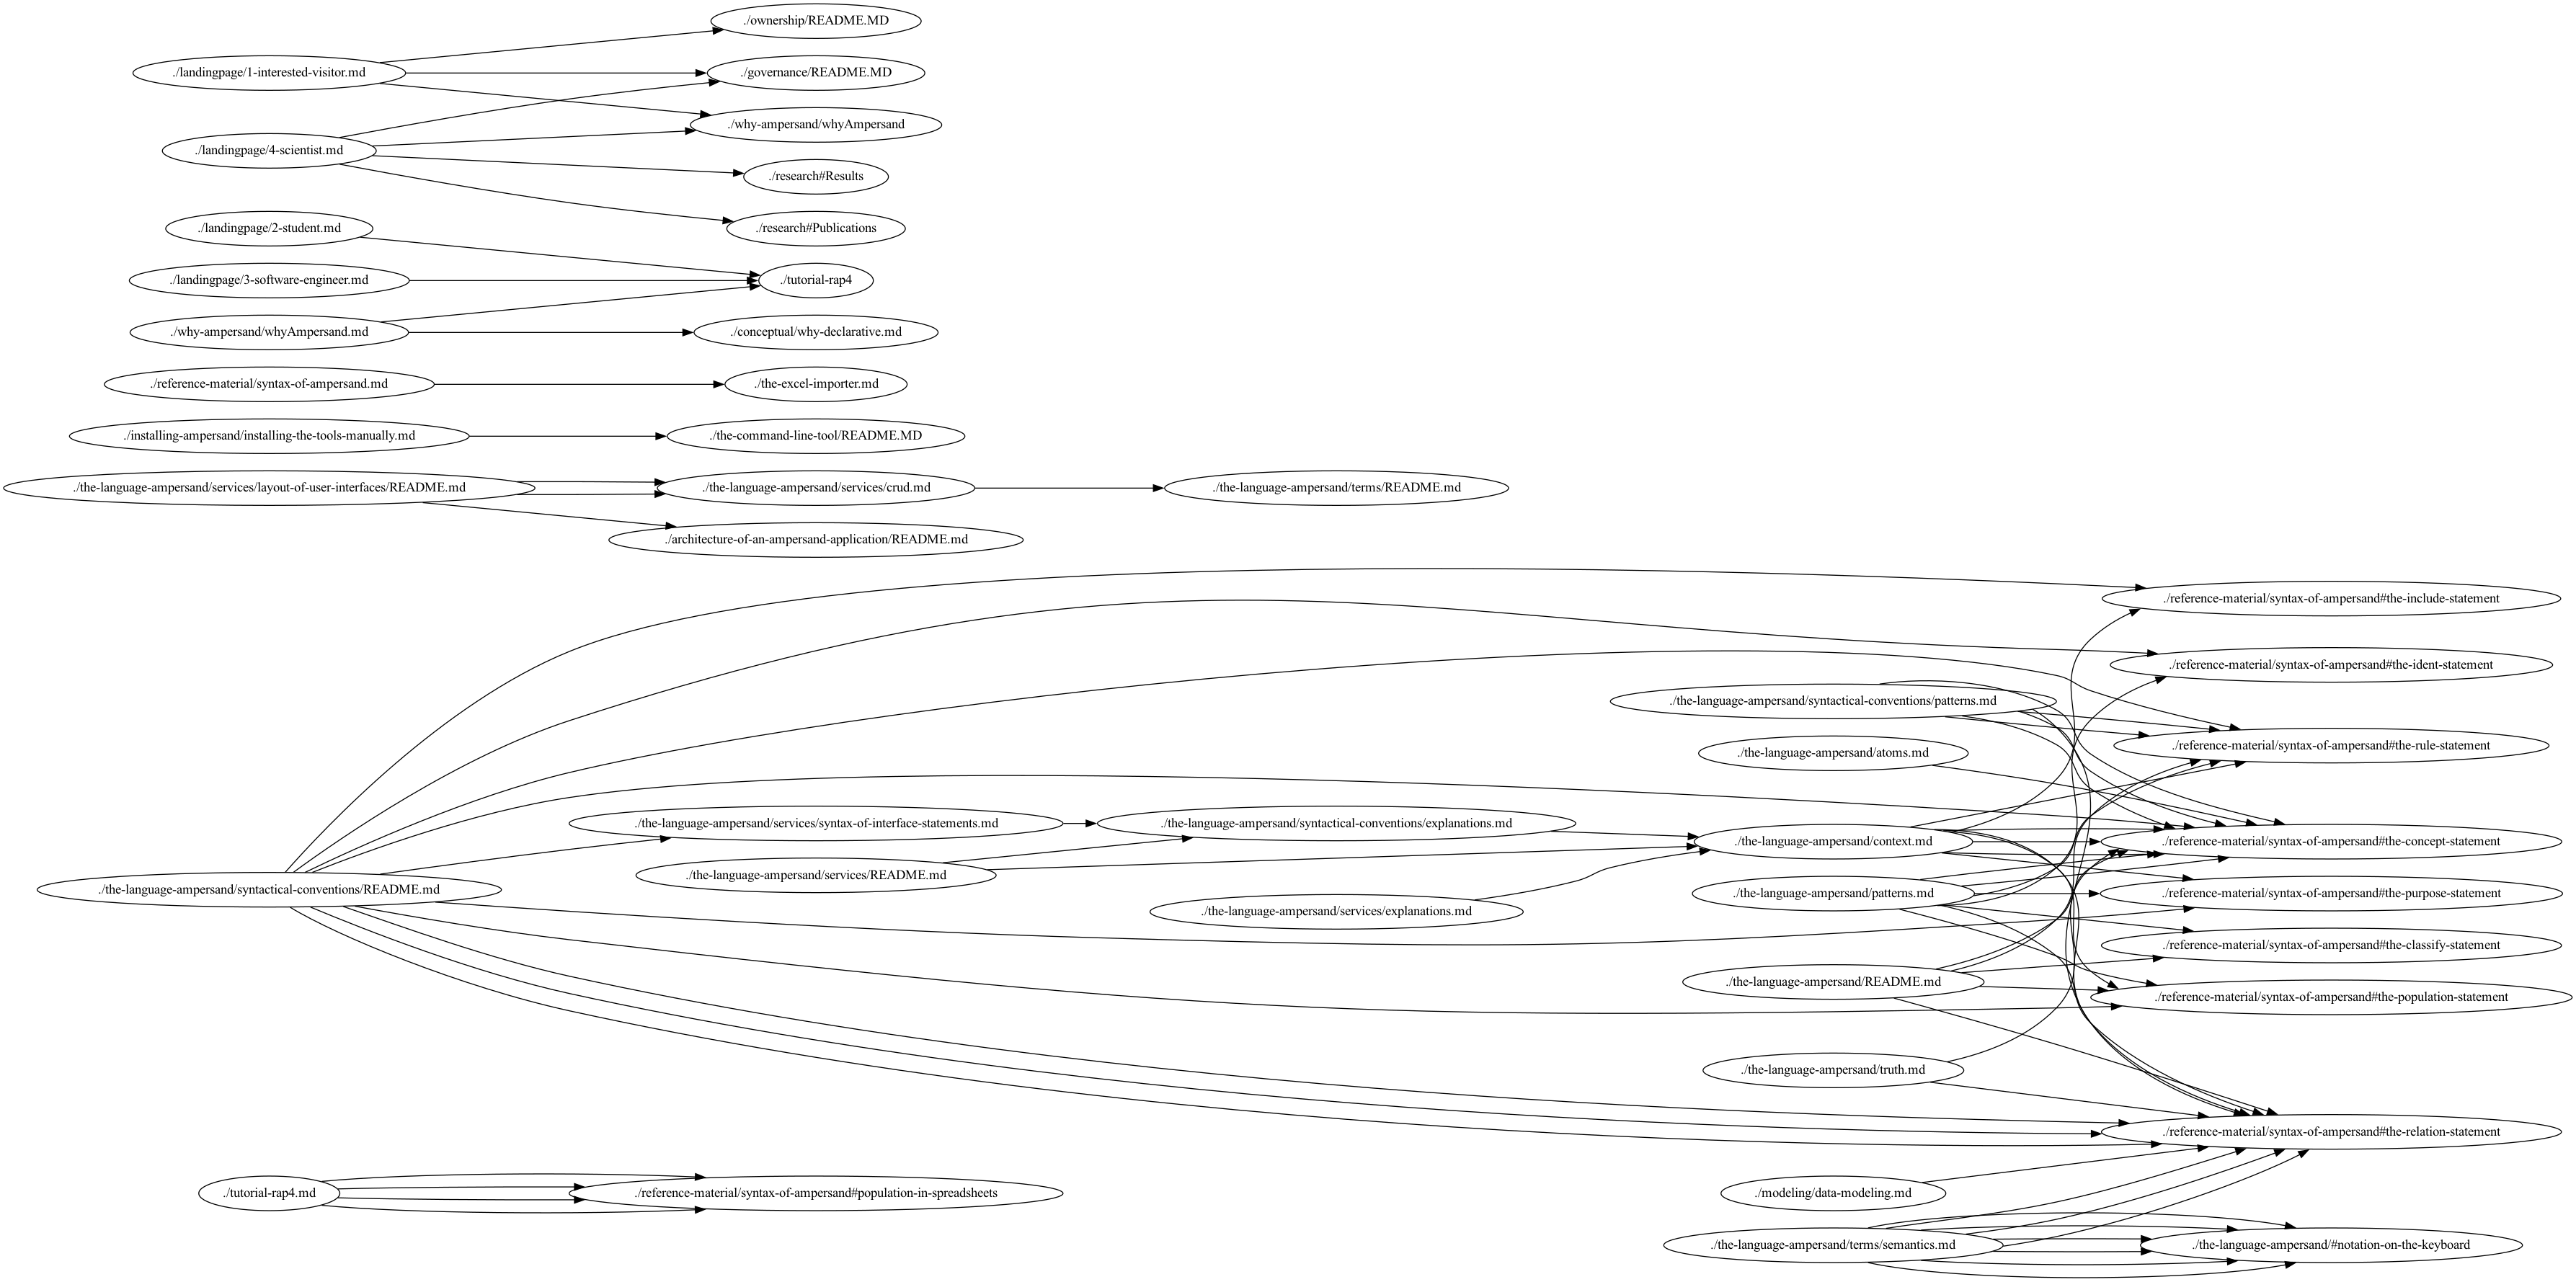 ./ownership/README.MD
./landingpage/1-interested-visitor.md
./governance/README.MD
./why-ampersand/whyAmpersand
./landingpage/4-scientist.md
./research#Results
./landingpage/2-student.md
./research#Publications
./landingpage/3-software-engineer.md
./tutorial-rap4
./why-ampersand/whyAmpersand.md
./conceptual/why-declarative.md
./reference-material/syntax-of-ampersand.md
./the-excel-importer.md
./installing-ampersand/installing-the-tools-manually.md
./the-command-line-tool/README.MD
./the-language-ampersand/services/layout-of-user-interfaces/README.md
./the-language-ampersand/services/crud.md
./the-language-ampersand/terms/README.md
./architecture-of-an-ampersand-application/README.md
./reference-material/syntax-of-ampersand#the-include-statement
./reference-material/syntax-of-ampersand#the-ident-statement
./the-language-ampersand/syntactical-conventions/patterns.md
./reference-material/syntax-of-ampersand#the-rule-statement
./the-language-ampersand/atoms.md
./the-language-ampersand/services/syntax-of-interface-statements.md
./the-language-ampersand/syntactical-conventions/explanations.md
./the-language-ampersand/context.md
./reference-material/syntax-of-ampersand#the-concept-statement
./the-language-ampersand/services/README.md
./the-language-ampersand/syntactical-conventions/README.md
./the-language-ampersand/patterns.md
./reference-material/syntax-of-ampersand#the-purpose-statement
./the-language-ampersand/services/explanations.md
./reference-material/syntax-of-ampersand#the-classify-statement
./the-language-ampersand/README.md
./reference-material/syntax-of-ampersand#the-population-statement
./the-language-ampersand/truth.md
./reference-material/syntax-of-ampersand#the-relation-statement
./tutorial-rap4.md
./reference-material/syntax-of-ampersand#population-in-spreadsheets
./modeling/data-modeling.md
./the-language-ampersand/terms/semantics.md
./the-language-ampersand/#notation-on-the-keyboard